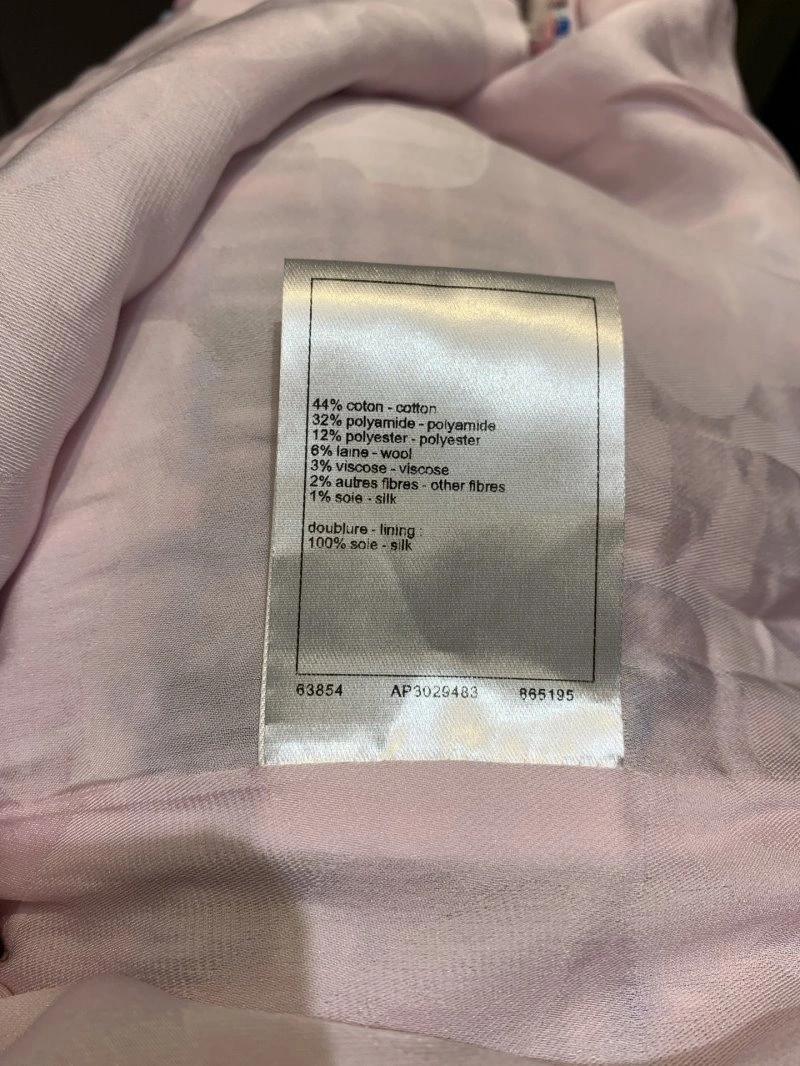 44% coton - cotton
32% polyamide - polyamide
12% polyester - polyester
6% laine - wool
3% viscose - viscose
2% autres fibres - other fibres
1% soie - silk
doublure - lining :
100% soie - silk
63854 AP3029483 865195